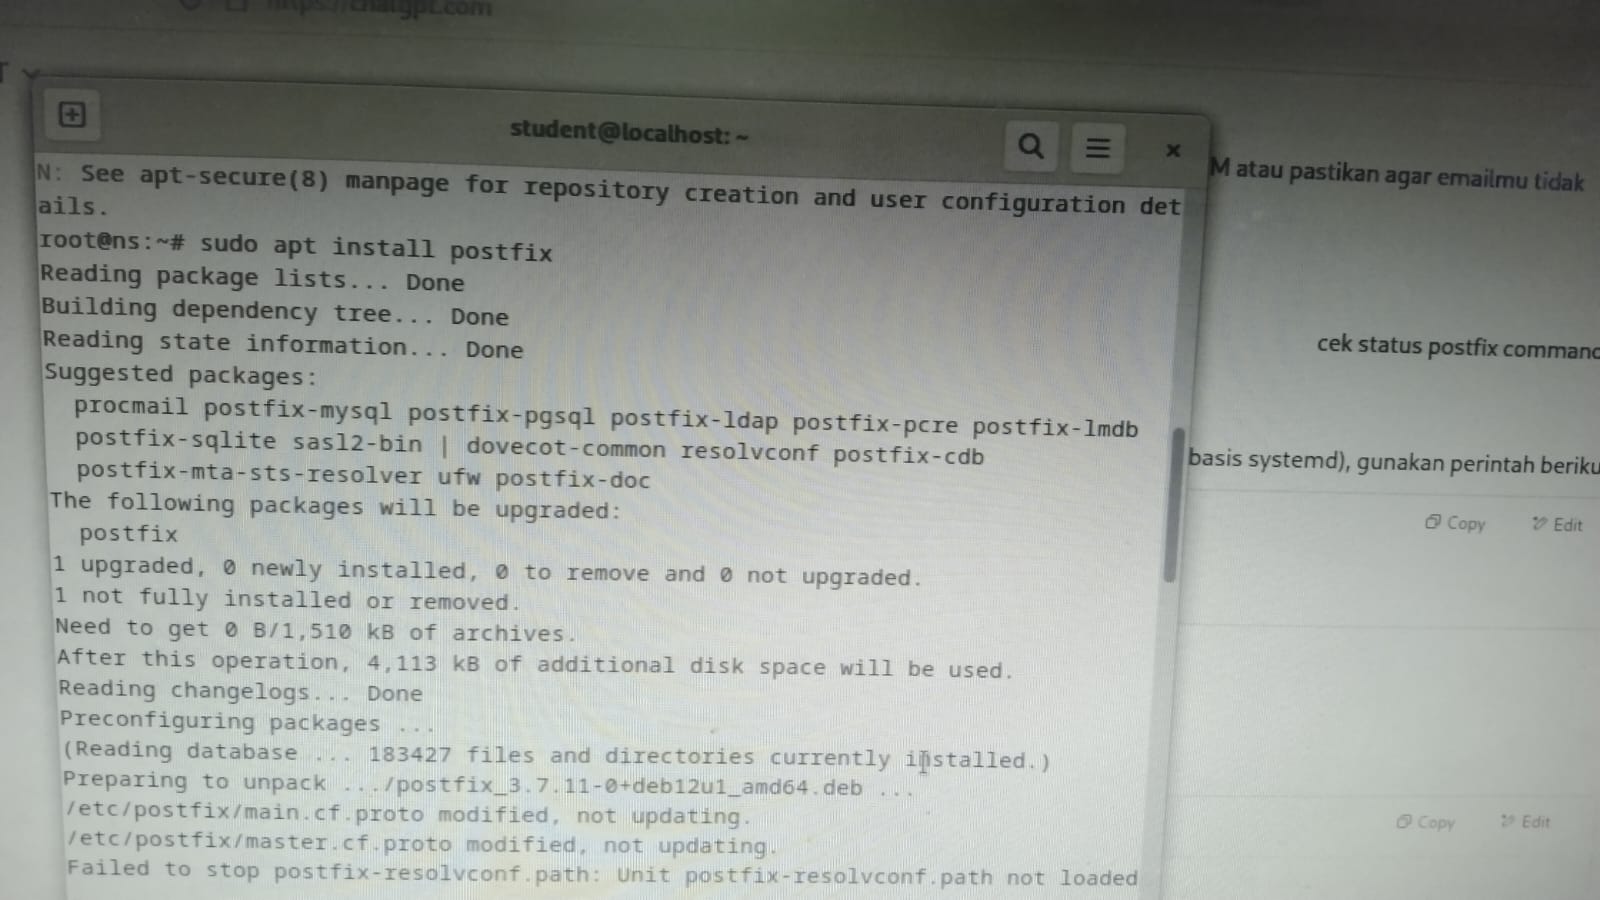 https://chatgpt.com
student@localhost: ~
N: See apt-secure(8) manpage for repository creation and user configuration det
ails.
root@ns:~# sudo apt install postfix
Reading package lists... Done
Building dependency tree... Done
Reading state information... Done
Suggested packages:
procmail postfix-mysql postfix-pgsql postfix-ldap postfix-pcre postfix-lmdb
postfix-sqlite sasl2-bin | dovecot-common resolvconf postfix-cdb
postfix-mta-sts-resolver ufw postfix-doc
The following packages will be upgraded:
postfix
1 upgraded, 0 newly installed, 0 to remove and 0 not upgraded.
1 not fully installed or removed.
Need to get 0 B/1,510 kB of archives.
After this operation, 4,113 kB of additional disk space will be used.
Reading changelogs... Done
Preconfiguring packages ...
(Reading database ... 183427 files and directories currently installed.)
Preparing to unpack .../postfix_3.7.11-0+deb12u1_amd64.deb ...
/etc/postfix/main.cf.proto modified, not updating.
/etc/postfix/master.cf.proto modified, not updating.
Failed to stop postfix-resolvconf.path: Unit postfix-resolvconf.path not loaded
M atau pastikan agar emailmu tidak
cek status postfix command
basis systemd), gunakan perintah beriku
Copy Edit
Copy Edit